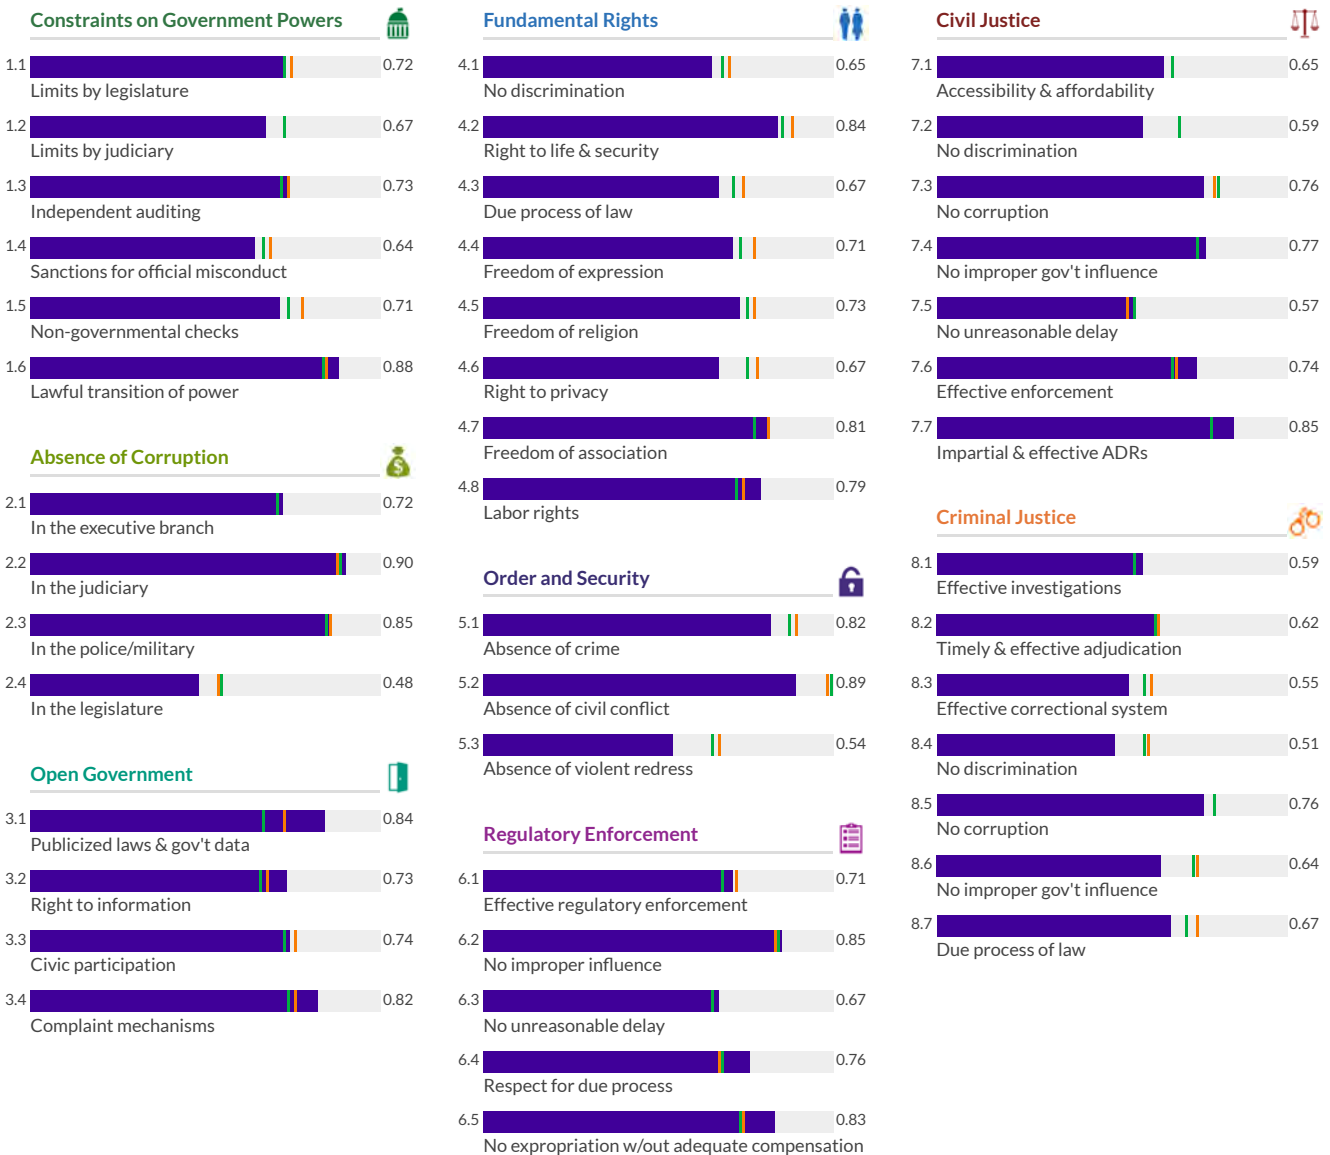 Constraints on Government Powers
1.1 0.72
Limits by legislature
1.2 0.67
Limits by judiciary
1.3 0.73
Independent auditing
1.4 0.64
Sanctions for official misconduct
1.5 0.71
Non-governmental checks
1.6 0.88
Lawful transition of power
Absence of Corruption
2.1 0.72
In the executive branch
2.2 0.90
In the judiciary
2.3 0.85
In the police/military
2.4 0.48
In the legislature
Open Government
3.1 0.84
Publicized laws & gov't data
3.2 0.73
Right to information
3.3 0.74
Civic participation
3.4 0.82
Complaint mechanisms
Fundamental Rights
4.1 0.65
No discrimination
4.2 0.84
Right to life & security
4.3 0.67
Due process of law
4.4 0.71
Freedom of expression
4.5 0.73
Freedom of religion
4.6 0.67
Right to privacy
4.7 0.81
Freedom of association
4.8 0.79
Labor rights
Order and Security
5.1 0.82
Absence of crime
5.2 0.89
Absence of civil conflict
5.3 0.54
Absence of violent redress
Regulatory Enforcement
6.1 0.71
Effective regulatory enforcement
6.2 0.85
No improper influence
6.3 0.67
No unreasonable delay
6.4 0.76
Respect for due process
6.5 0.83
No expropriation w/out adequate compensation
Civil Justice
7.1 0.65
Accessibility & affordability
7.2 0.59
No discrimination
7.3 0.76
No corruption
7.4 0.77
No improper gov't influence
7.5 0.57
No unreasonable delay
7.6 0.74
Effective enforcement
7.7 0.85
Impartial & effective ADRs
Criminal Justice
8.1 0.59
Effective investigations
8.2 0.62
Timely & effective adjudication
8.3 0.55
Effective correctional system
8.4 0.51
No discrimination
8.5 0.76
No corruption
8.6 0.64
No improper gov't influence
8.7 0.67
Due process of law